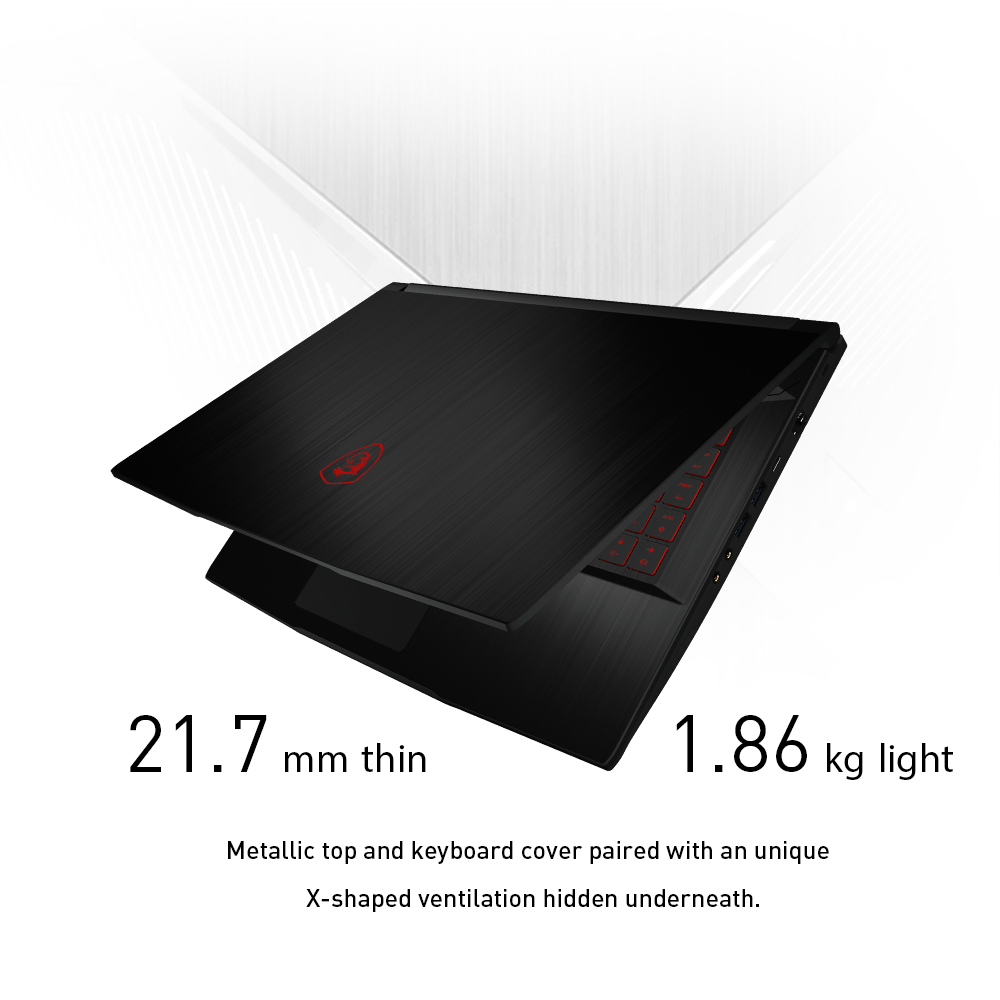 21.7 mm thin
1.86 kg light
Metallic top and keyboard cover paired with an unique
X-shaped ventilation hidden underneath.